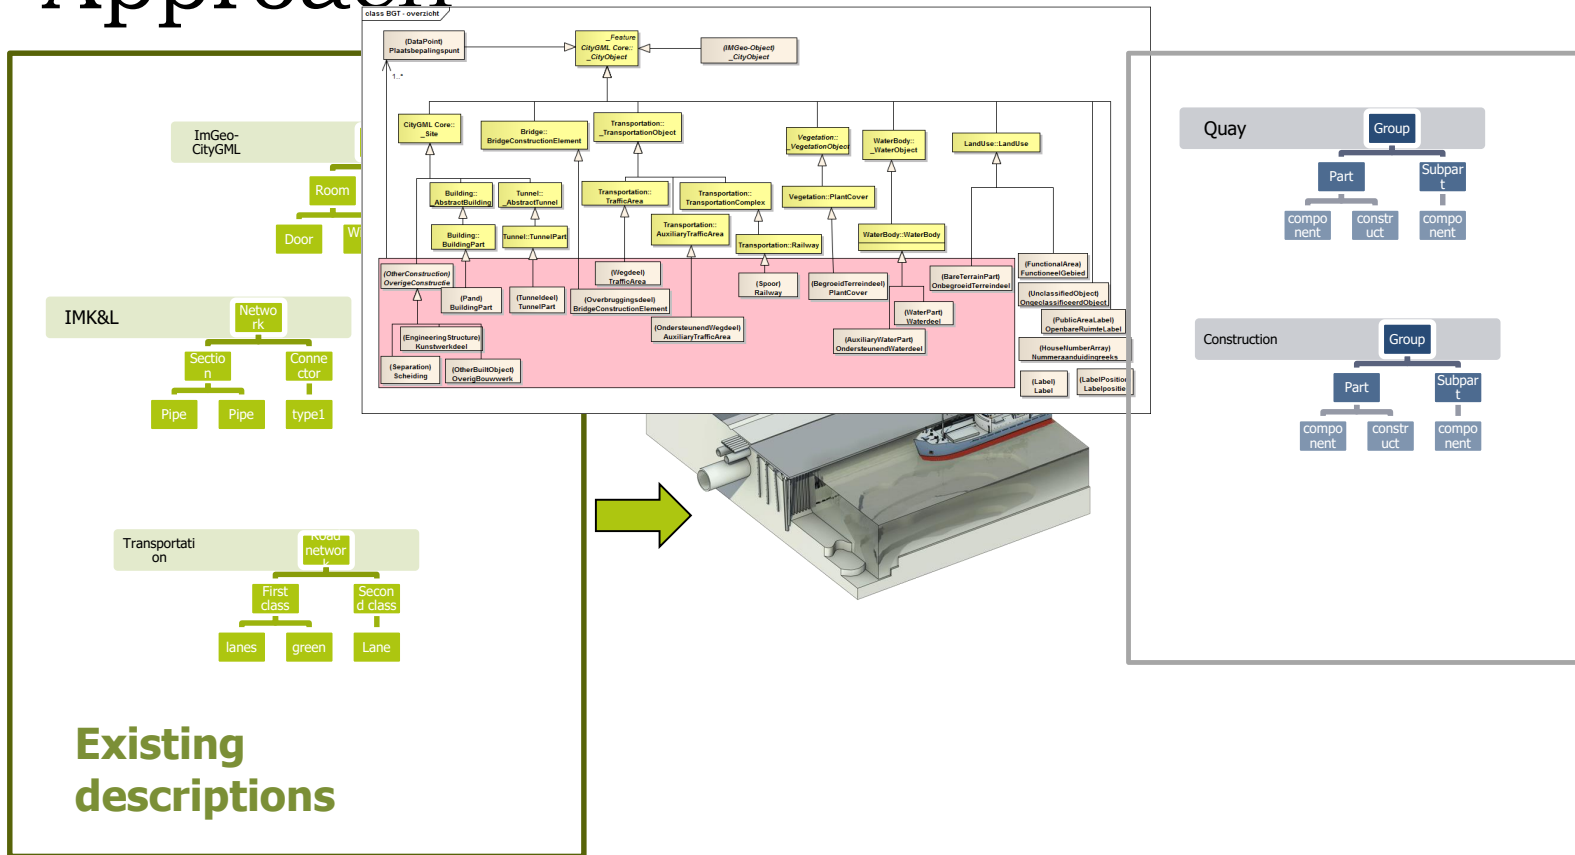 Approach
ImGeo-
CityGML
Room
Door
IMK&L
Netwo
rk
Sectio
n
Conne
ctor
Pipe
Pipe
type1
Transportati
on
Road
networ
k
First
class
Secon
d class
lanes
green
Lane
Existing
descriptions
class BGT - overzicht
(DataPoint)
Plaatsbepalingspunt
1..*
_Feature
CityGML Core::
_CityObject
(IMGeo-Object)
_CityObject
CityGML Core::
_Site
Bridge::
BridgeConstructionElement
Transportation::
_TransportationObject
Vegetation::
_VegetationObject
WaterBody::
_WaterObject
LandUse::LandUse
Building::
_AbstractBuilding
Tunnel::
_AbstractTunnel
Transportation::
TrafficArea
Transportation::
TransportationComplex
Vegetation::PlantCover
Building::
BuildingPart
Tunnel::TunnelPart
Transportation::
AuxiliaryTrafficArea
Transportation::Railway
WaterBody::WaterBody
(OtherConstruction)
OverigeConstructie
(Pand)
BuildingPart
(Tunneldeel)
TunnelPart
(Overbruggingsdeel)
BridgeConstructionElement
(Wegdeel)
TrafficArea
(Spoor)
Railway
(BegroeidTerreindeel)
PlantCover
(BareTerrainPart)
OnbegroeidTerreindeel
(FunctionalArea)
FunctioneelGebied
(UnclassifiedObject)
OngeclassificeerdObject
(EngineeringStructure)
Kunstwerkdeel
(OndersteunendWegdeel)
AuxiliaryTrafficArea
(WaterPart)
Waterdeel
(AuxiliaryWaterPart)
OndersteunendWaterdeel
(PublicAreaLabel)
OpenbareRuimteLabel
(HouseNumberArray)
Nummeraanduidingreeks
(Separation)
Scheiding
(OtherBuiltObject)
OverigBouwwerk
(Label)
Label
(LabelPosition)
Labelpositie
Quay
Group
Part
Subpar
t
compo
nent
constr
uct
compo
nent
Construction
Group
Part
Subpar
t
compo
nent
constr
uct
compo
nent